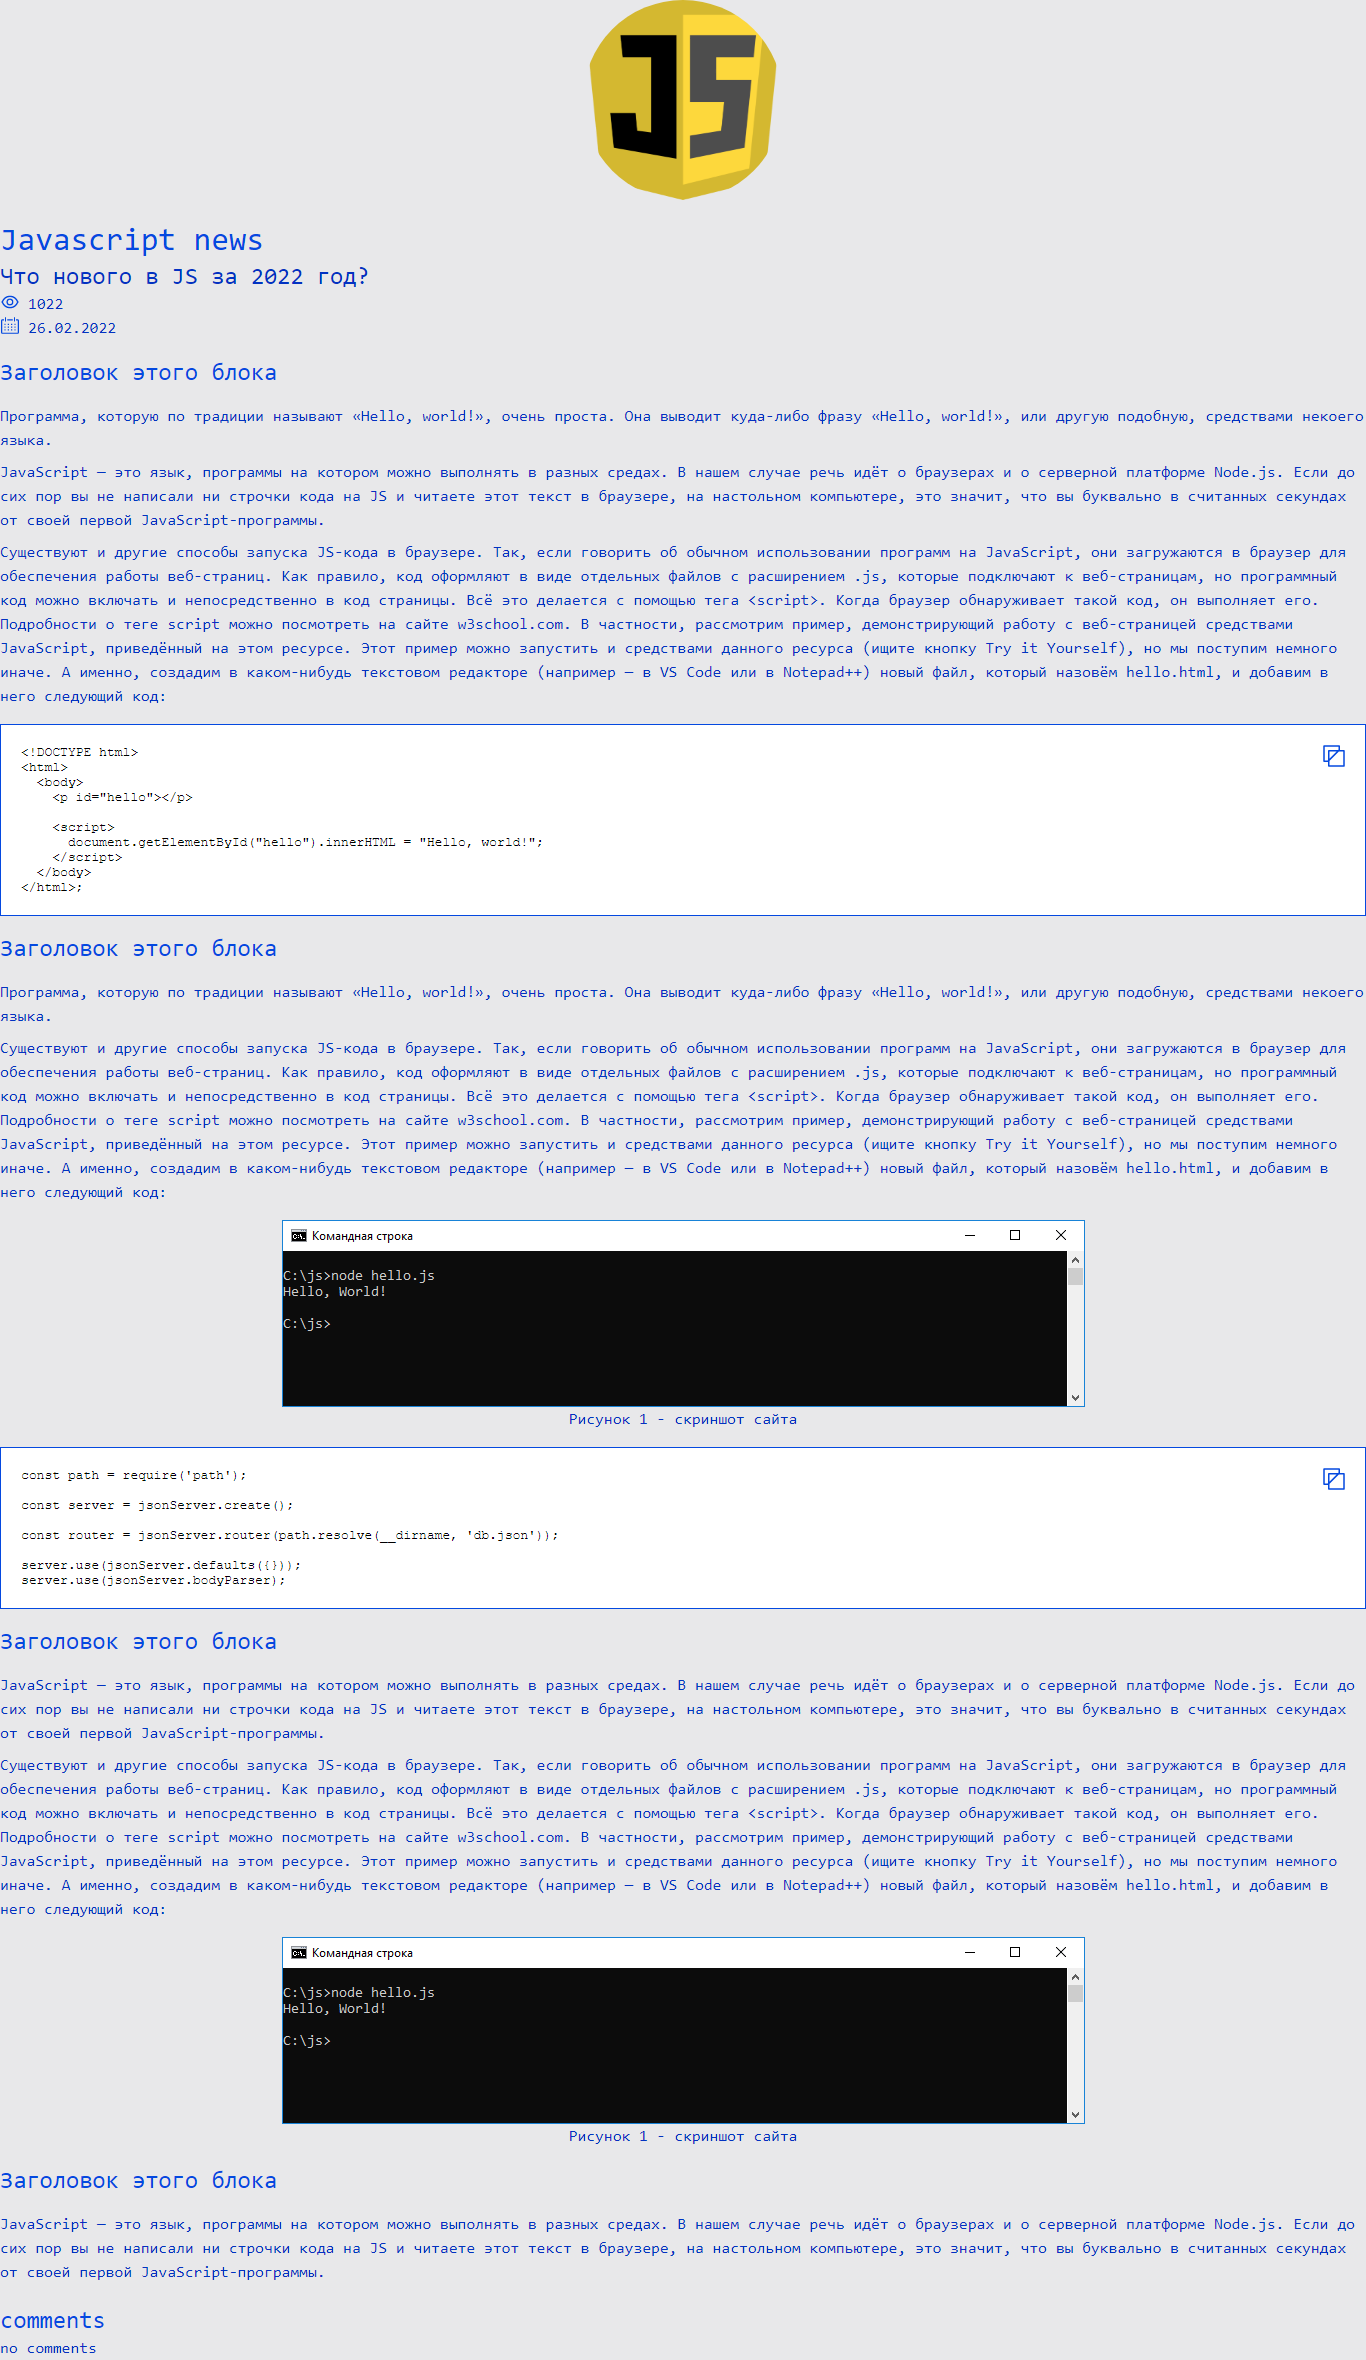 JS
Javascript news
Что нового в JS за 2022 год?
1022
26.02.2022
Заголовок этого блока
Программа, которую по традиции называют «Hello, world!», очень проста. Она выводит куда-либо фразу «Hello, world!», или другую подобную, средствами некоего
языка.
JavaScript — это язык, программы на котором можно выполнять в разных средах. В нашем случае речь идёт о браузерах и о серверной платформе Node.js. Если до
сих пор вы не написали ни строчки кода на JS и читаете этот текст в браузере, на настольном компьютере, это значит, что вы буквально в считанных секундах
от своей первой JavaScript-программы.
Существуют и другие способы запуска JS-кода в браузере. Так, если говорить об обычном использовании программ на JavaScript, они загружаются в браузер для
обеспечения работы веб-страниц. Как правило, код оформляют в виде отдельных файлов с расширением .js, которые подключают к веб-страницам, но программный
код можно включать и непосредственно в код страницы. Всё это делается с помощью тега <script>. Когда браузер обнаруживает такой код, он выполняет его.
Подробности о теге script можно посмотреть на сайте w3school.com. В частности, рассмотрим пример, демонстрирующий работу с веб-страницей средствами
JavaScript, приведённый на этом ресурсе. Этот пример можно запустить и средствами данного ресурса (ищите кнопку Try it Yourself), но мы поступим немного
иначе. А именно, создадим в каком-нибудь текстовом редакторе (например — в VS Code или в Notepad++) новый файл, который назовём hello.html, и добавим в
него следующий код:
<!DOCTYPE html>
<html>
  <body>
    <p id="hello"></p>
    <script>
      document.getElementById("hello").innerHTML = "Hello, world!";
    </script>
  </body>
</html>;
Заголовок этого блока
Программа, которую по традиции называют «Hello, world!», очень проста. Она выводит куда-либо фразу «Hello, world!», или другую подобную, средствами некоего
языка.
Существуют и другие способы запуска JS-кода в браузере. Так, если говорить об обычном использовании программ на JavaScript, они загружаются в браузер для
обеспечения работы веб-страниц. Как правило, код оформляют в виде отдельных файлов с расширением .js, которые подключают к веб-страницам, но программный
код можно включать и непосредственно в код страницы. Всё это делается с помощью тега <script>. Когда браузер обнаруживает такой код, он выполняет его.
Подробности о теге script можно посмотреть на сайте w3school.com. В частности, рассмотрим пример, демонстрирующий работу с веб-страницей средствами
JavaScript, приведённый на этом ресурсе. Этот пример можно запустить и средствами данного ресурса (ищите кнопку Try it Yourself), но мы поступим немного
иначе. А именно, создадим в каком-нибудь текстовом редакторе (например — в VS Code или в Notepad++) новый файл, который назовём hello.html, и добавим в
него следующий код:
Командная строка
C:\js>node hello.js
Hello, World!
C:\js>
Рисунок 1 - скриншот сайта
const path = require('path');
const server = jsonServer.create();
const router = jsonServer.router(path.resolve(__dirname, 'db.json'));
server.use(jsonServer.defaults({}));
server.use(jsonServer.bodyParser);
Заголовок этого блока
JavaScript — это язык, программы на котором можно выполнять в разных средах. В нашем случае речь идёт о браузерах и о серверной платформе Node.js. Если до
сих пор вы не написали ни строчки кода на JS и читаете этот текст в браузере, на настольном компьютере, это значит, что вы буквально в считанных секундах
от своей первой JavaScript-программы.
Существуют и другие способы запуска JS-кода в браузере. Так, если говорить об обычном использовании программ на JavaScript, они загружаются в браузер для
обеспечения работы веб-страниц. Как правило, код оформляют в виде отдельных файлов с расширением .js, которые подключают к веб-страницам, но программный
код можно включать и непосредственно в код страницы. Всё это делается с помощью тега <script>. Когда браузер обнаруживает такой код, он выполняет его.
Подробности о теге script можно посмотреть на сайте w3school.com. В частности, рассмотрим пример, демонстрирующий работу с веб-страницей средствами
JavaScript, приведённый на этом ресурсе. Этот пример можно запустить и средствами данного ресурса (ищите кнопку Try it Yourself), но мы поступим немного
иначе. А именно, создадим в каком-нибудь текстовом редакторе (например — в VS Code или в Notepad++) новый файл, который назовём hello.html, и добавим в
него следующий код:
Командная строка
C:\js>node hello.js
Hello, World!
C:\js>
Рисунок 1 - скриншот сайта
Заголовок этого блока
JavaScript — это язык, программы на котором можно выполнять в разных средах. В нашем случае речь идёт о браузерах и о серверной платформе Node.js. Если до
сих пор вы не написали ни строчки кода на JS и читаете этот текст в браузере, на настольном компьютере, это значит, что вы буквально в считанных секундах
от своей первой JavaScript-программы.
comments
no comments